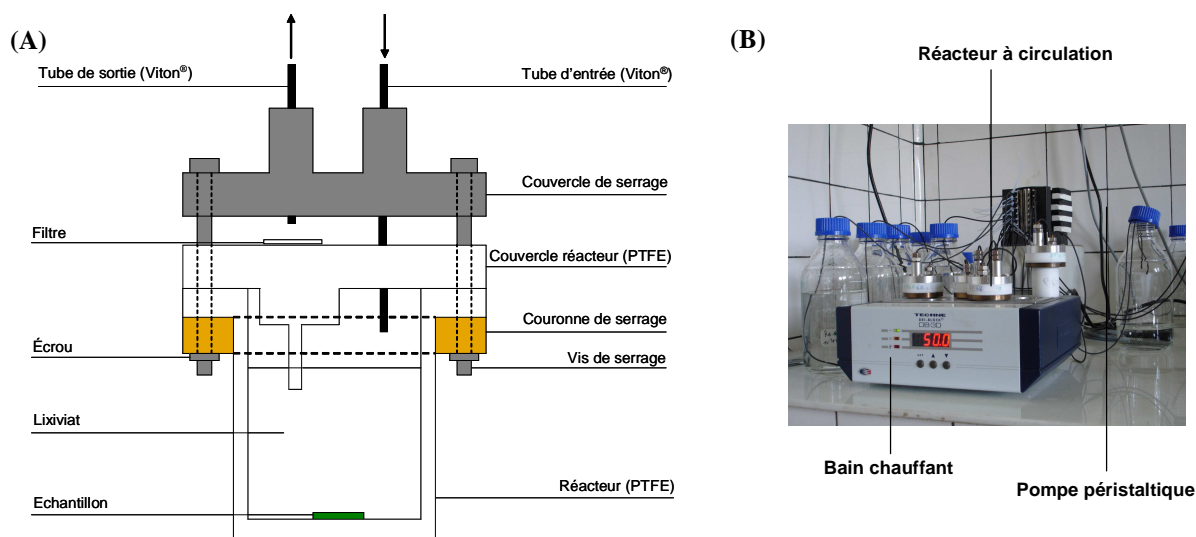 (A)
Tube de sortie (Viton®)
Tube d'entrée (Viton®)
Couvercle de serrage
Filtre
Couvercle réacteur (PTFE)
Couronne de serrage
Écrou
Vis de serrage
Lixiviat
Réacteur (PTFE)
Echantillon
(B)
Réacteur à circulation
TECHNE
50.0
Bain chauffant
Pompe péristaltique